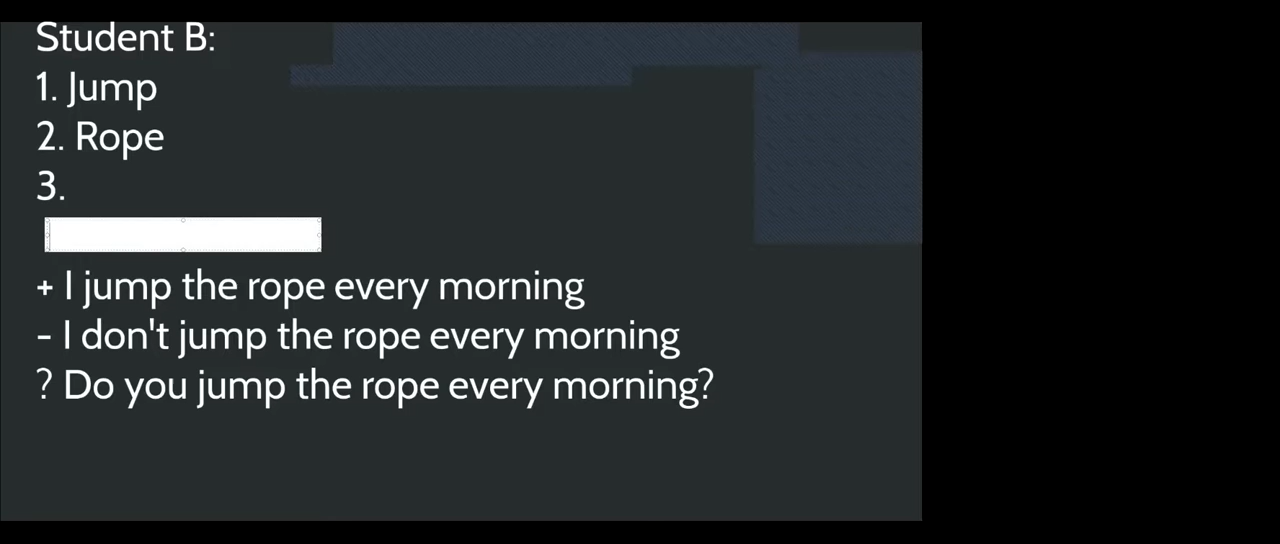 Student B:
1. Jump
2. Rope
3.
+ I jump the rope every morning
- I don't jump the rope every morning
? Do you jump the rope every morning?